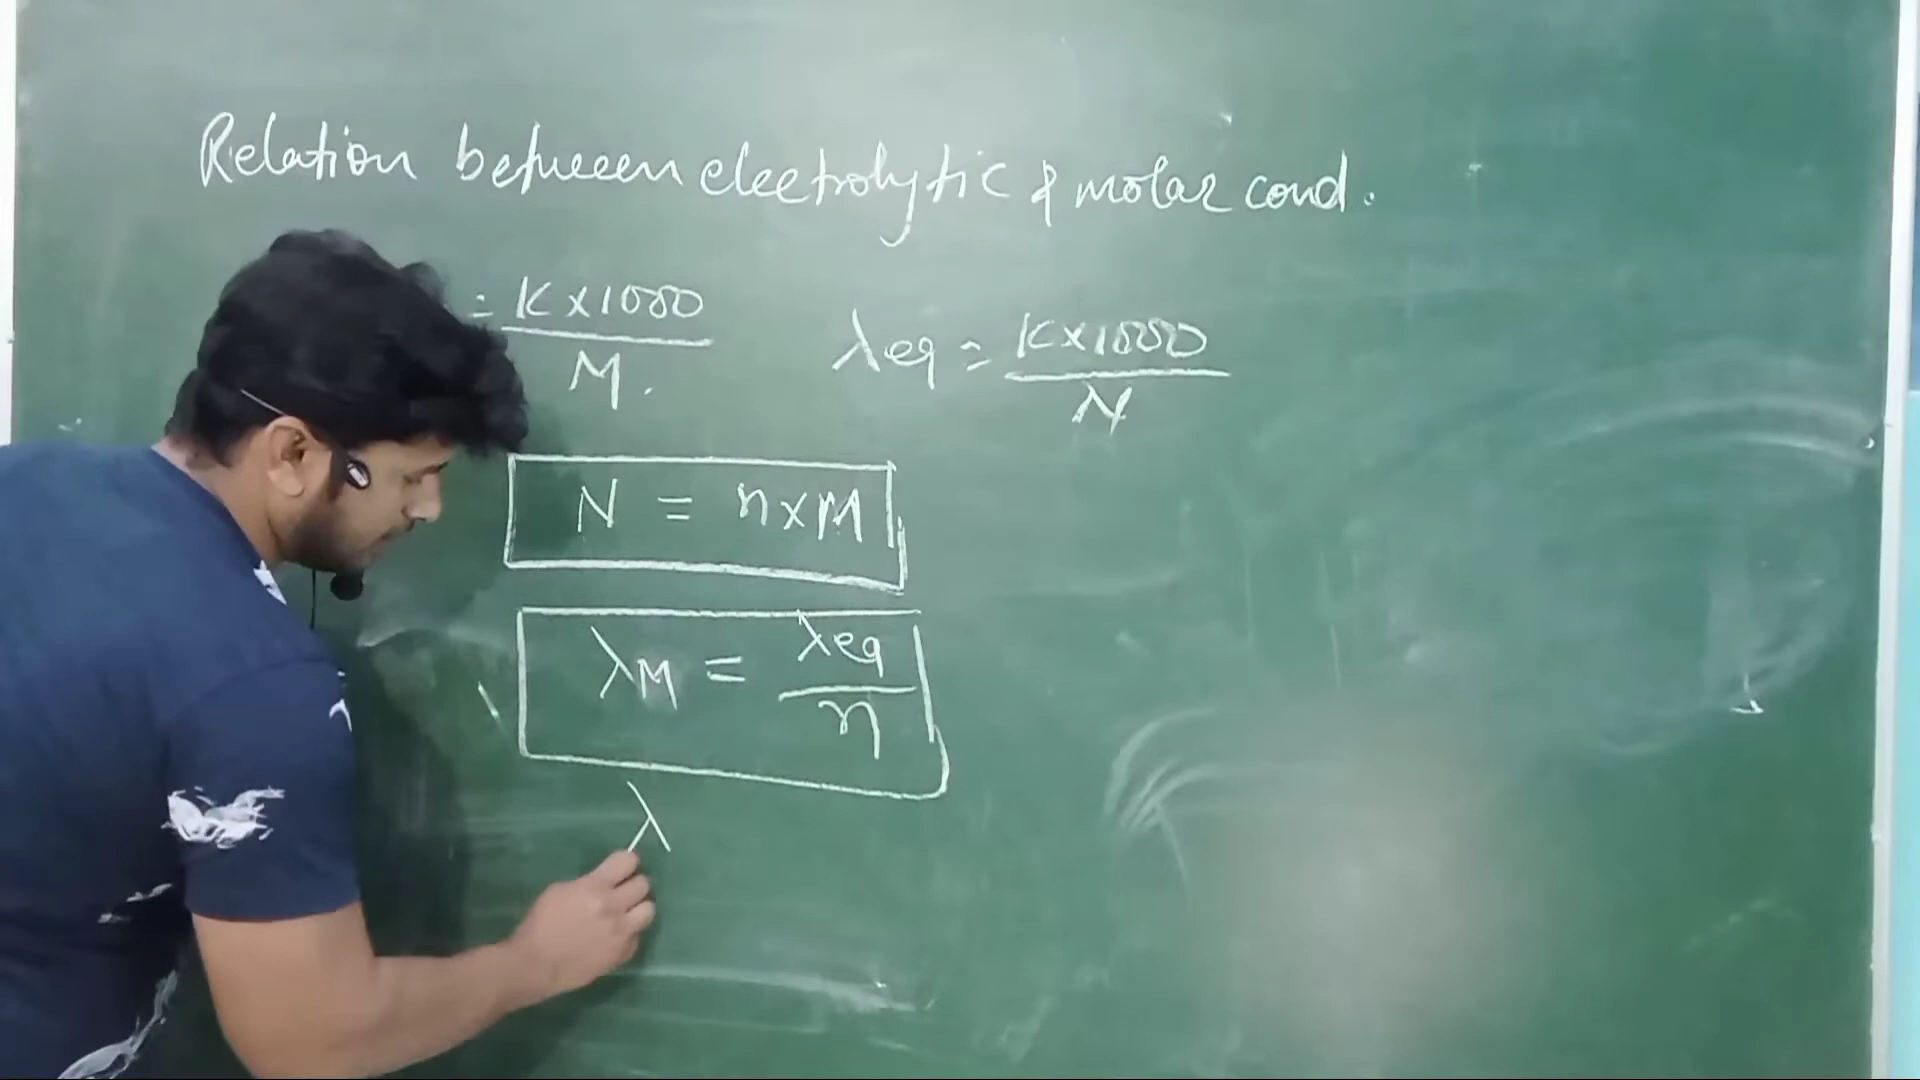 Relation between electrolytic & molar cond.
= K×1000 / M.
λeq = K×1000 / N
N = n×M
λM = λeq / n
λ